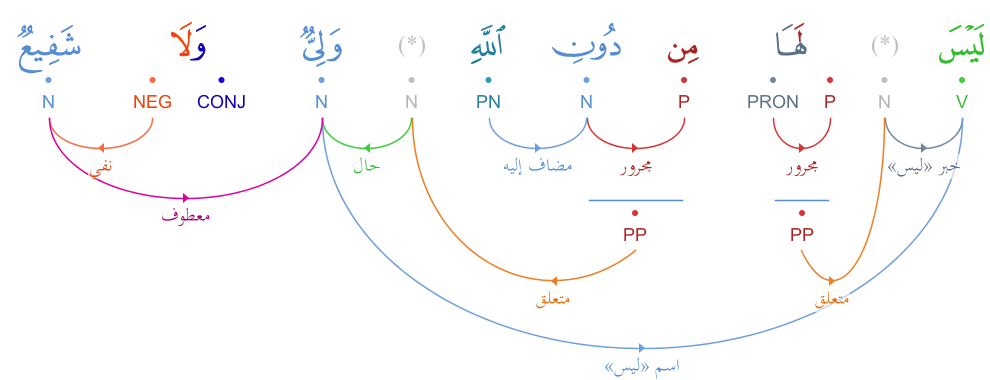 لَيْسَ (*) لَهَا مِن دُونِ ٱللَّهِ (*) وَلِىٌّ وَلَا شَفِيعٌ
V N P PRON P N PN N N CONJ NEG N
خبر «ليس» مجرور مجرور مضاف إليه حال نفي
معطوف
PP PP
متعلق متعلق
اسم «ليس»